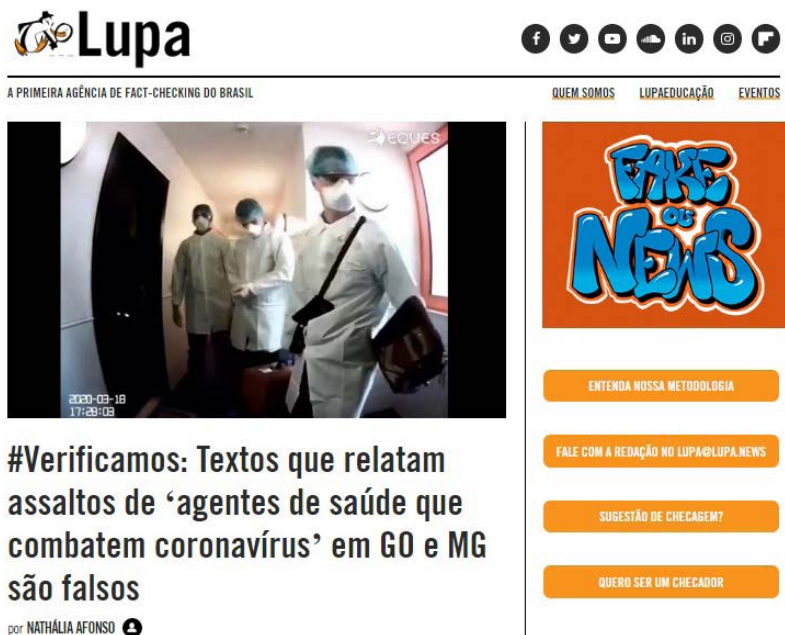 Lupa
A PRIMEIRA AGÊNCIA DE FACT-CHECKING DO BRASIL
QUEM SOMOS LUPAEDUCAÇÃO EVENTOS
EQUES
2020-03-18
17:28:03
#Verificamos: Textos que relatam
assaltos de ‘agentes de saúde que
combatem coronavírus’ em GO e MG
são falsos
por NATHÁLIA AFONSO
FAKE
OU
NEWS
ENTENDA NOSSA METODOLOGIA
FALE COM A REDAÇÃO NO LUPA@LUPA.NEWS
SUGESTÃO DE CHECAGEM?
QUERO SER UM CHECADOR